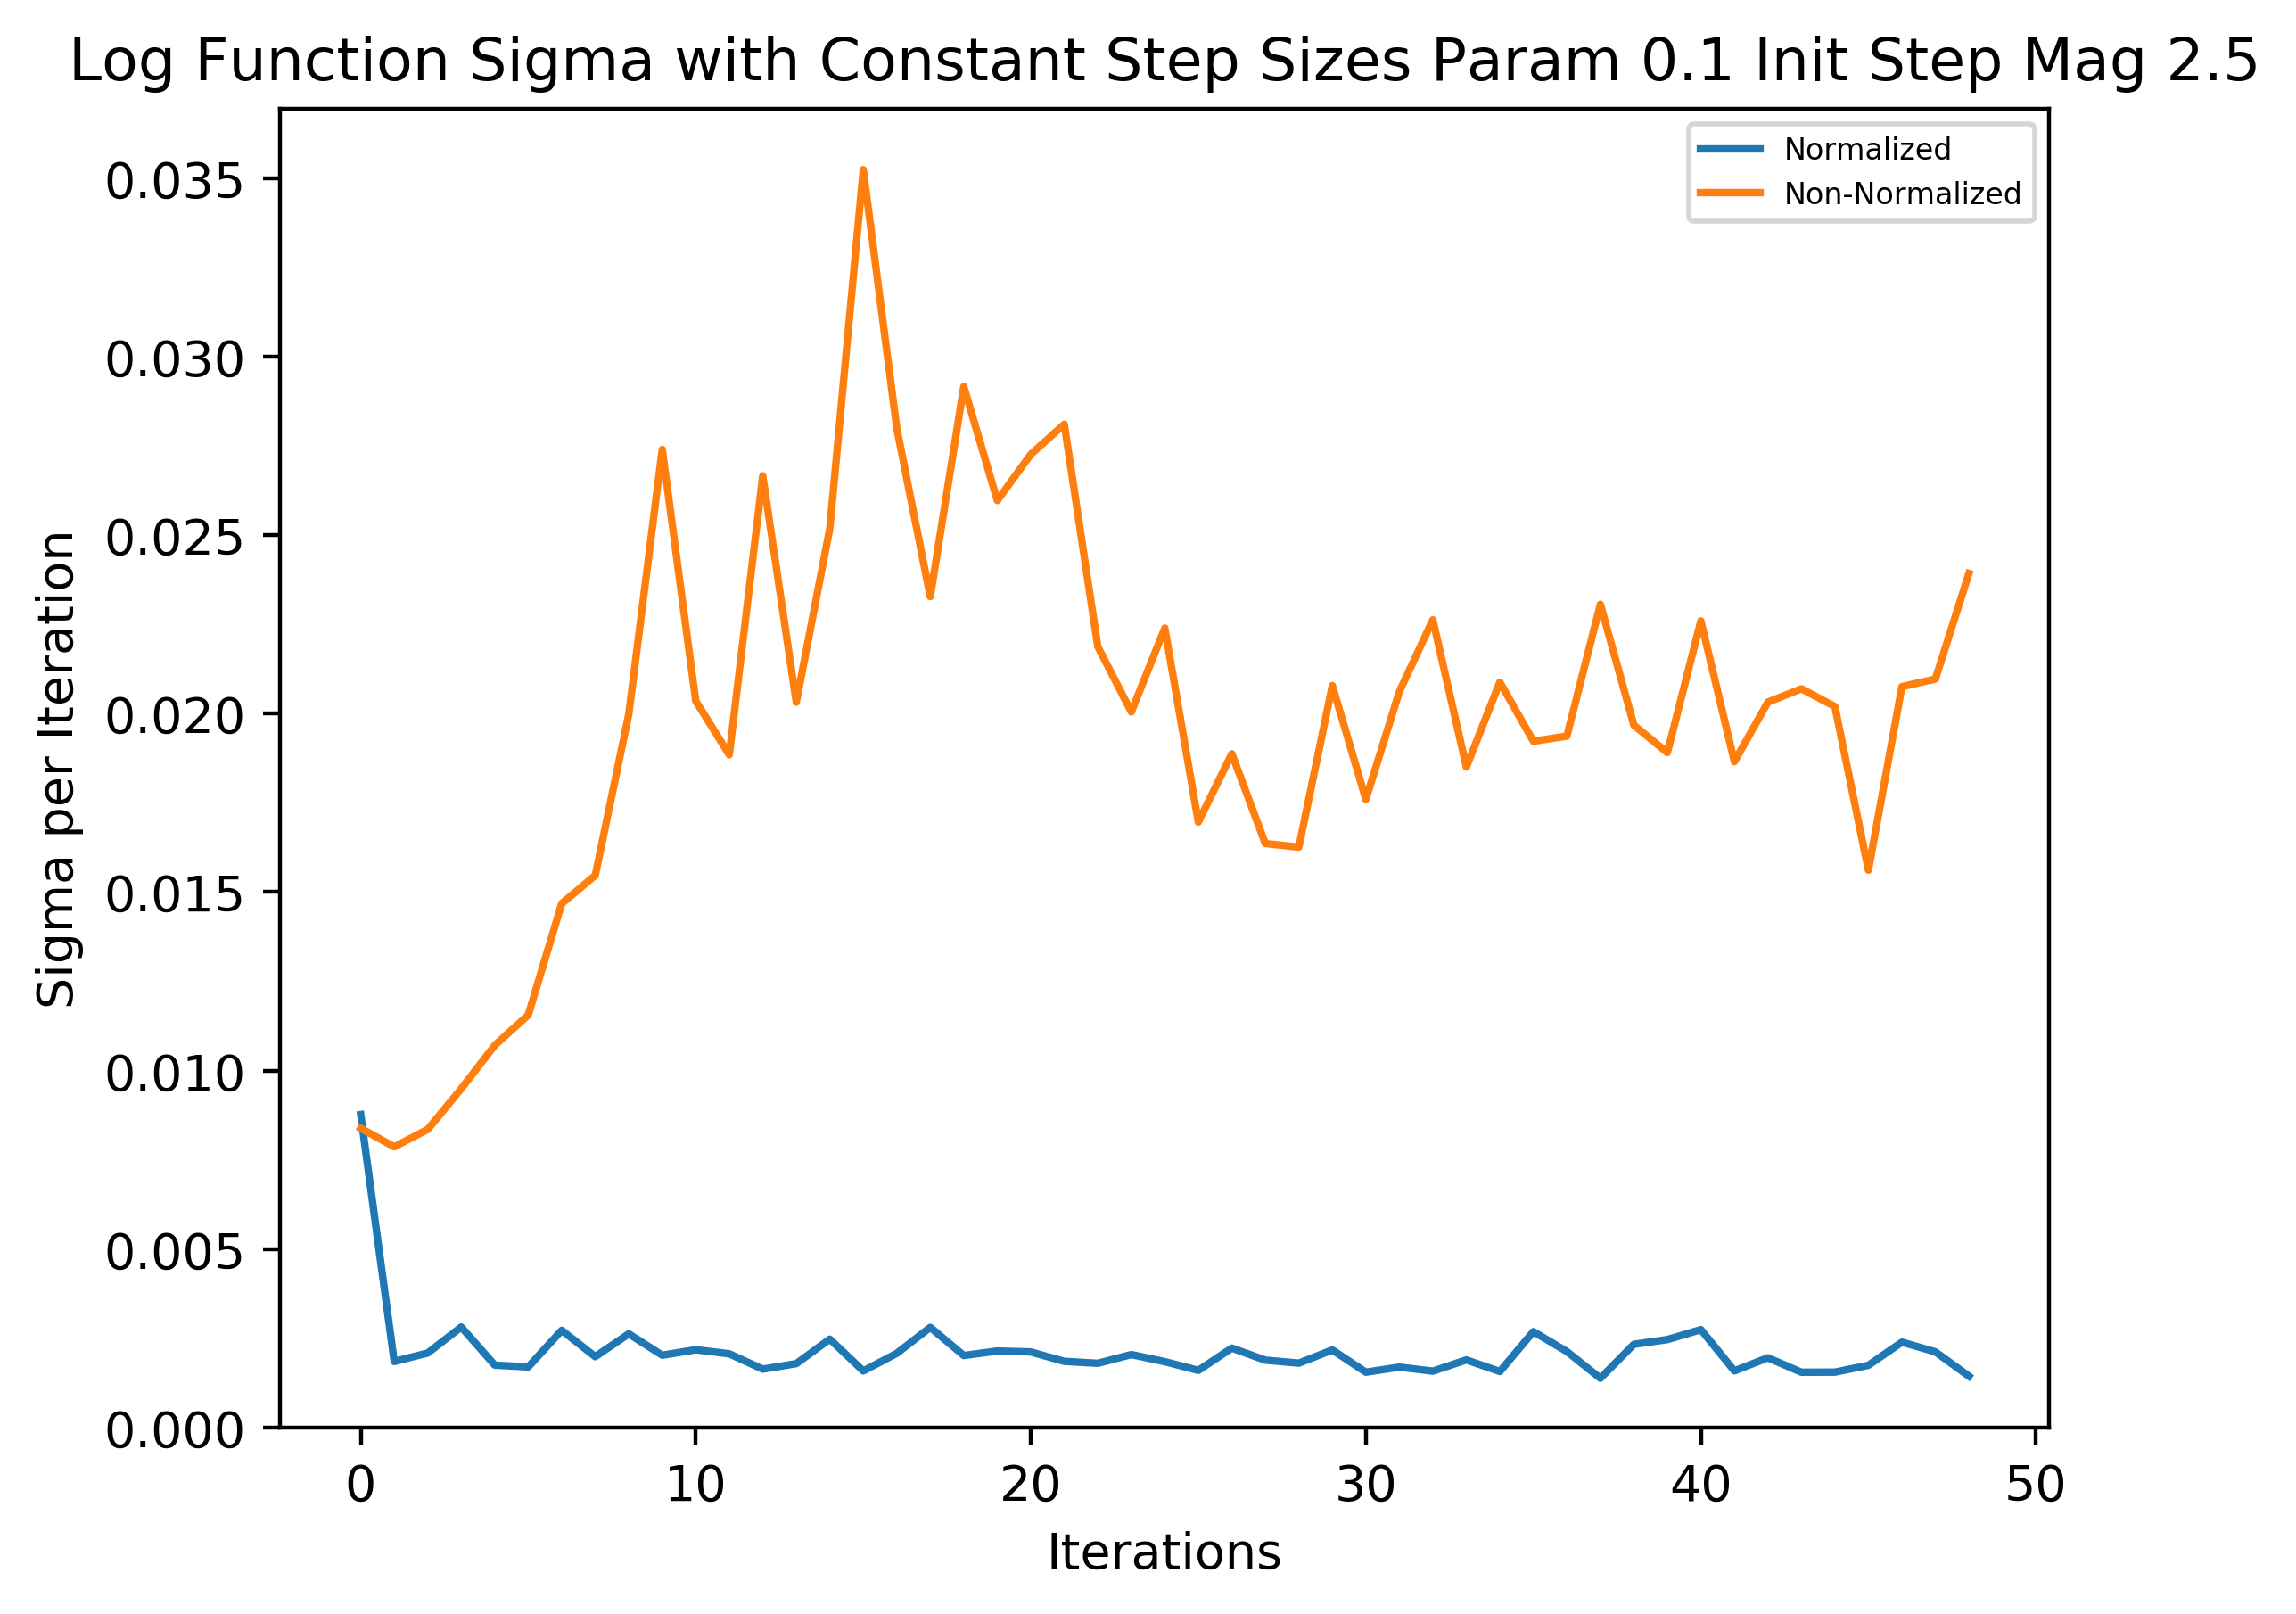 Log Function Sigma with Constant Step Sizes Param 0.1 Init Step Mag 2.5
Normalized
Non-Normalized
0.035
0.030
0.025
0.020
0.015
0.010
0.005
0.000
Sigma per Iteration
0 10 20 30 40 50
Iterations